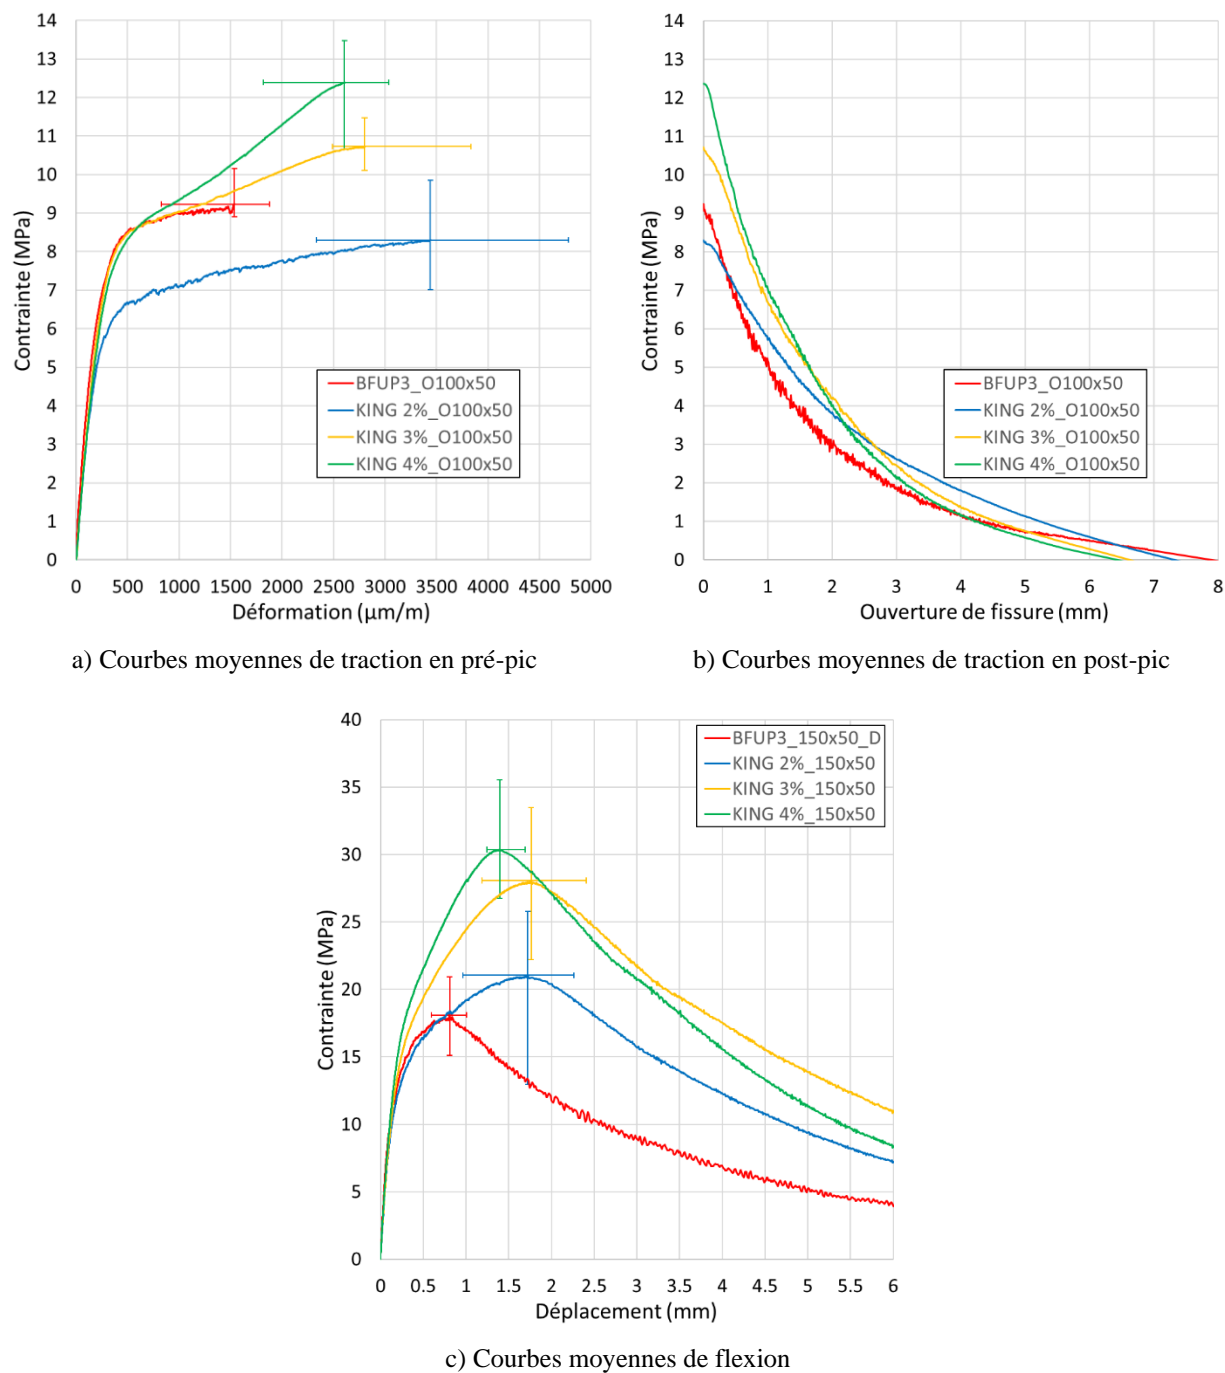 14
13
12
11
10
9
8
7
6
5
4
3
2
1
0
Contrainte (MPa)
BFUP3_O100x50
KING 2%_O100x50
KING 3%_O100x50
KING 4%_O100x50
0 500 1000 1500 2000 2500 3000 3500 4000 4500 5000
Déformation (µm/m)
a) Courbes moyennes de traction en pré-pic
14
13
12
11
10
9
8
7
6
5
4
3
2
1
0
Contrainte (MPa)
BFUP3_O100x50
KING 2%_O100x50
KING 3%_O100x50
KING 4%_O100x50
0 1 2 3 4 5 6 7 8
Ouverture de fissure (mm)
b) Courbes moyennes de traction en post-pic
40
35
30
25
20
15
10
5
0
Contrainte (MPa)
BFUP3_150x50_D
KING 2%_150x50
KING 3%_150x50
KING 4%_150x50
0 0.5 1 1.5 2 2.5 3 3.5 4 4.5 5 5.5 6
Déplacement (mm)
c) Courbes moyennes de flexion